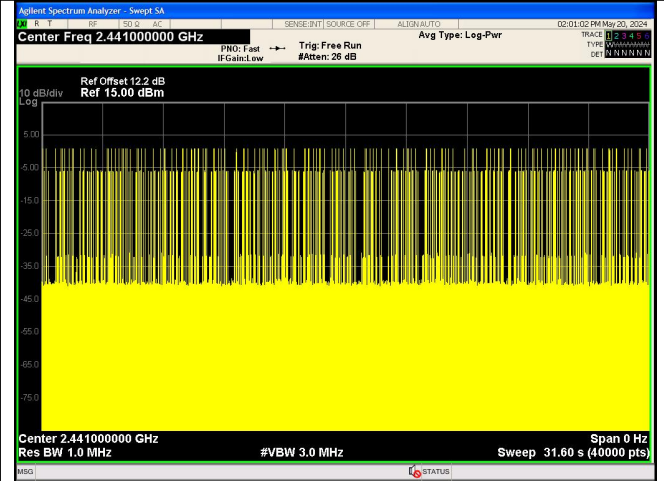 Agilent Spectrum Analyzer - Swept SA
LXI R T RF 50 Ω AC SENSE:INT SOURCE OFF ALIGN AUTO 02:01:02 PM May 20, 2024
Center Freq 2.441000000 GHz
Avg Type: Log-Pwr
TRACE 1 2 3 4 5 6
PNO: Fast Trig: Free Run
TYPE W
IFGain:Low #Atten: 26 dB
DET N N N N N N
Ref Offset 12.2 dB
10 dB/div Ref 15.00 dBm
Log
5.00
-5.00
-15.0
-25.0
-35.0
-45.0
-55.0
-65.0
-75.0
Center 2.441000000 GHz Span 0 Hz
Res BW 1.0 MHz #VBW 3.0 MHz Sweep 31.60 s (40000 pts)
MSG STATUS